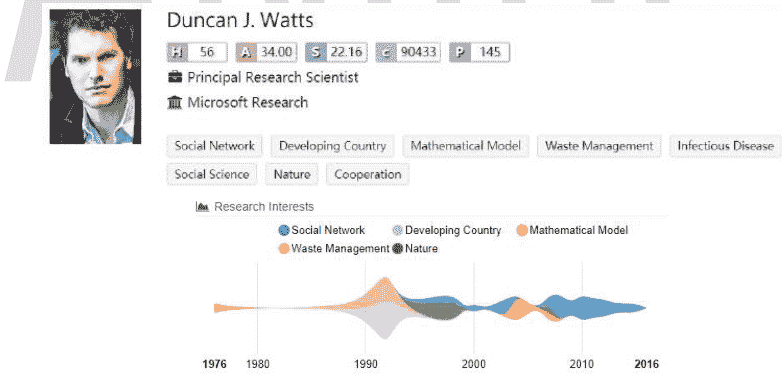 Duncan J. Watts
H 56 A 34.00 S 22.16 C 90433 P 145
Principal Research Scientist
Microsoft Research
Social Network Developing Country Mathematical Model Waste Management Infectious Disease
Social Science Nature Cooperation
Research Interests
Social Network Developing Country Mathematical Model
Waste Management Nature
1976 1980 1990 2000 2010 2016